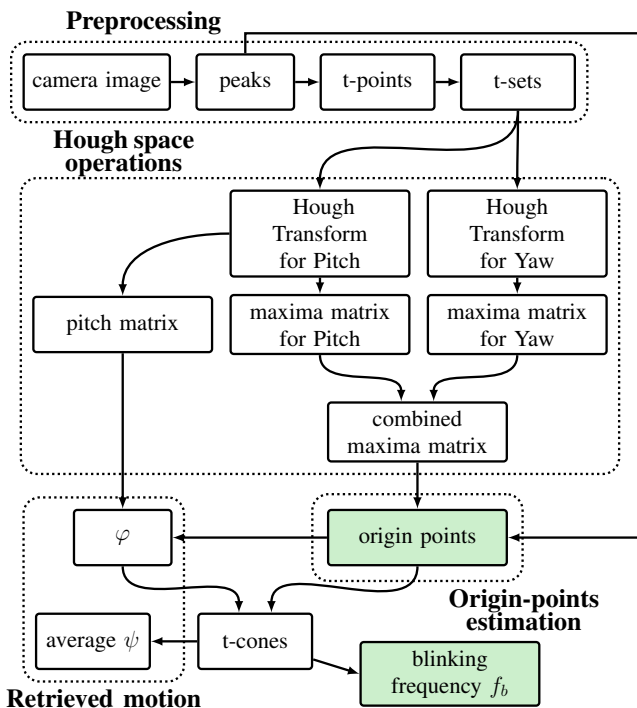 Preprocessing
camera image
peaks
t-points
t-sets
Hough space
operations
Hough
Transform
for Pitch
Hough
Transform
for Yaw
pitch matrix
maxima matrix
for Pitch
maxima matrix
for Yaw
combined
maxima matrix
φ
origin points
Origin-points
estimation
average ψ
t-cones
blinking
frequency f_b
Retrieved motion